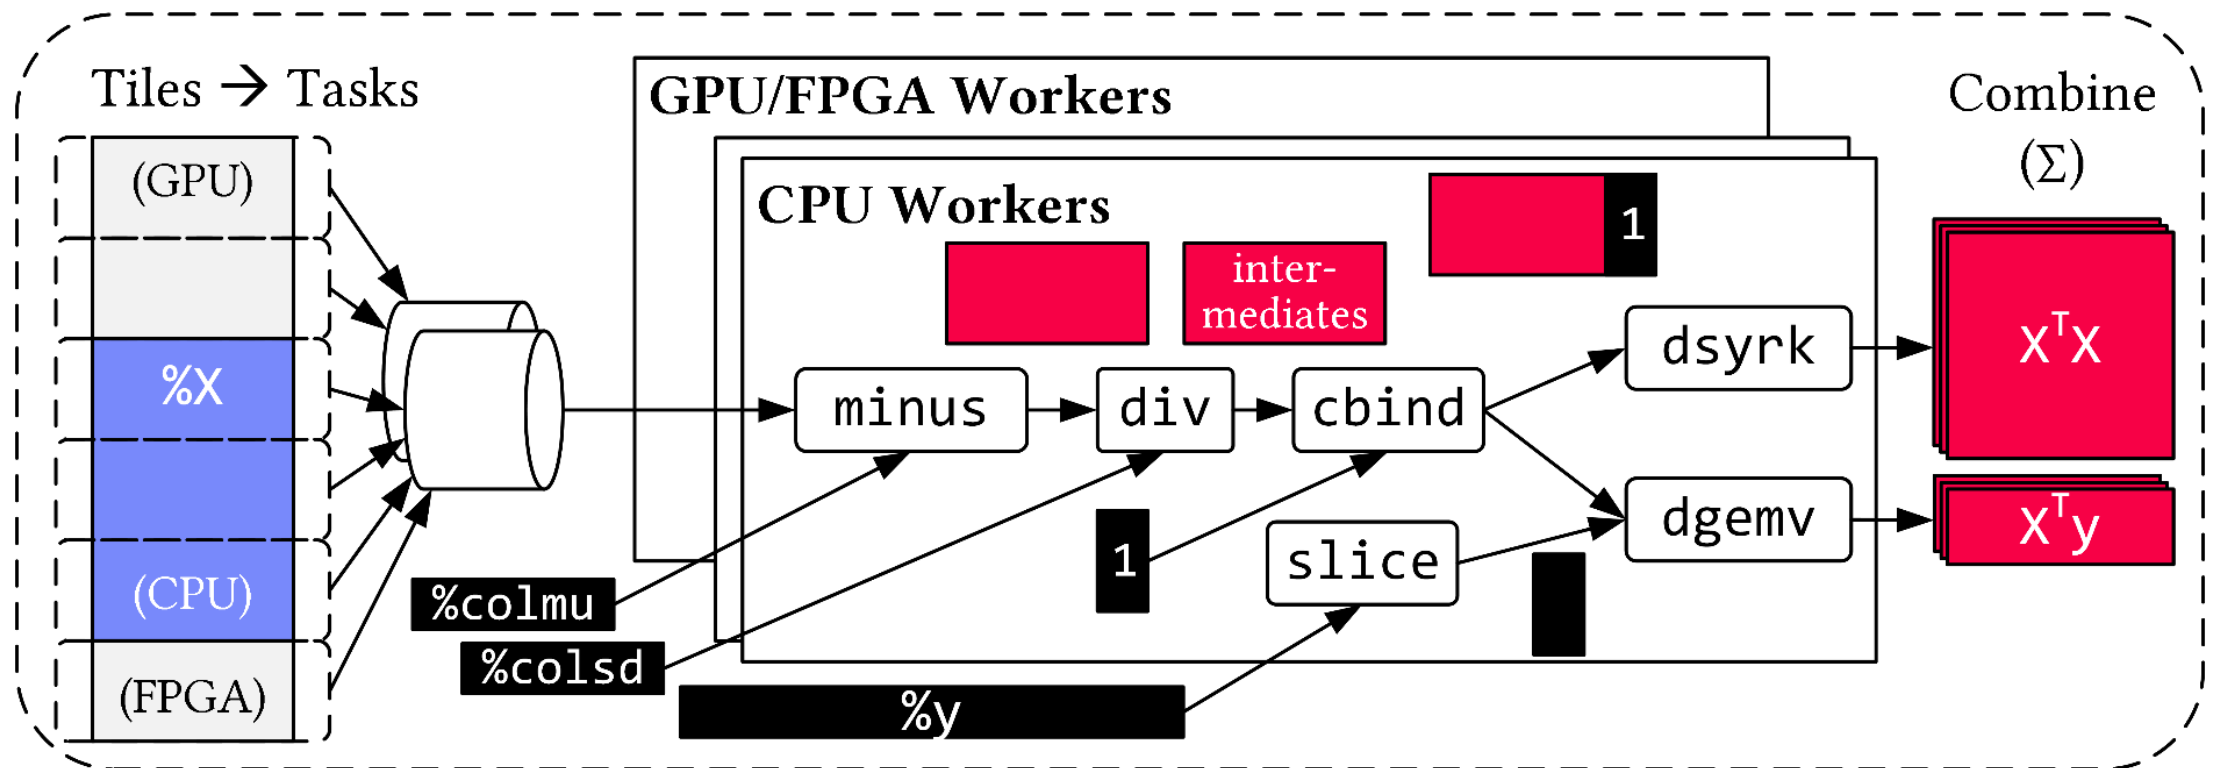 Tiles → Tasks
(GPU)
%X
(CPU)
(FPGA)
GPU/FPGA Workers
CPU Workers
inter-
mediates
1
minus
div
cbind
dsyrk
dgemv
slice
1
%colmu
%colsd
%y
Combine
(Σ)
XᵀX
Xᵀy